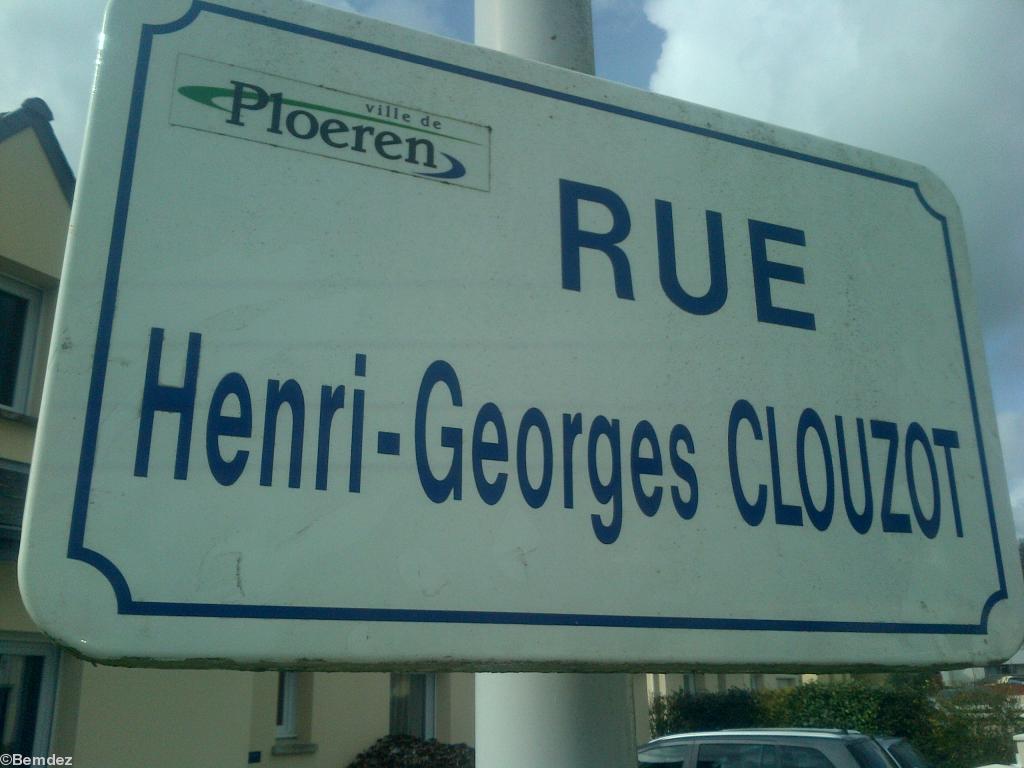 ville de
Ploeren
RUE
Henri-Georges CLOUZOT
©Bemdez